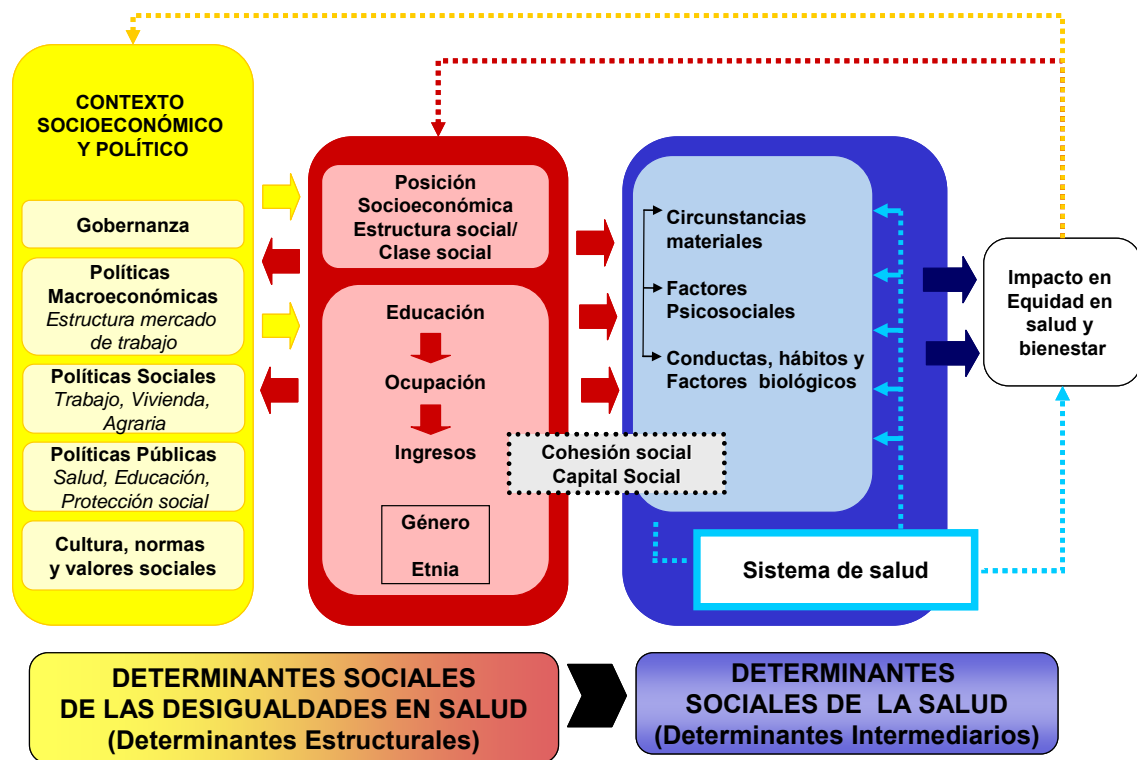 CONTEXTO
SOCIOECONÓMICO
Y POLÍTICO
Gobernanza
Políticas
Macroeconómicas
Estructura mercado
de trabajo
Políticas Sociales
Trabajo, Vivienda,
Agraria
Políticas Públicas
Salud, Educación,
Protección social
Cultura, normas
y valores sociales
Posición
Socioeconómica
Estructura social/
Clase social
Educación
Ocupación
Ingresos
Género
Etnia
Cohesión social
Capital Social
Circunstancias
materiales
Factores
Psicosociales
Conductas, hábitos y
Factores biológicos
Sistema de salud
Impacto en
Equidad en
salud y
bienestar
DETERMINANTES SOCIALES
DE LAS DESIGUALDADES EN SALUD
(Determinantes Estructurales)
DETERMINANTES
SOCIALES DE LA SALUD
(Determinantes Intermediarios)